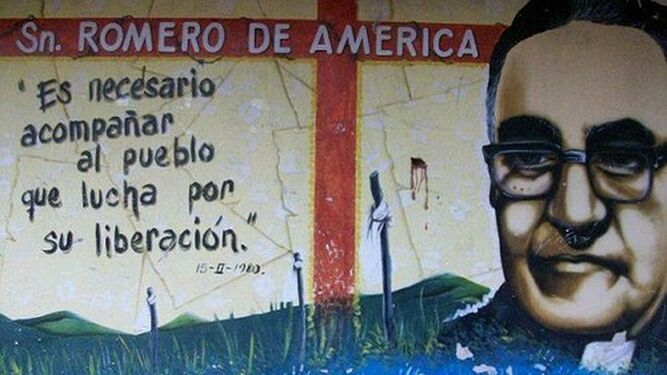 Sn. ROMERO DE AMERICA
"Es necesario
acompañar
al pueblo
que lucha por
su liberación."
15-II-1980.